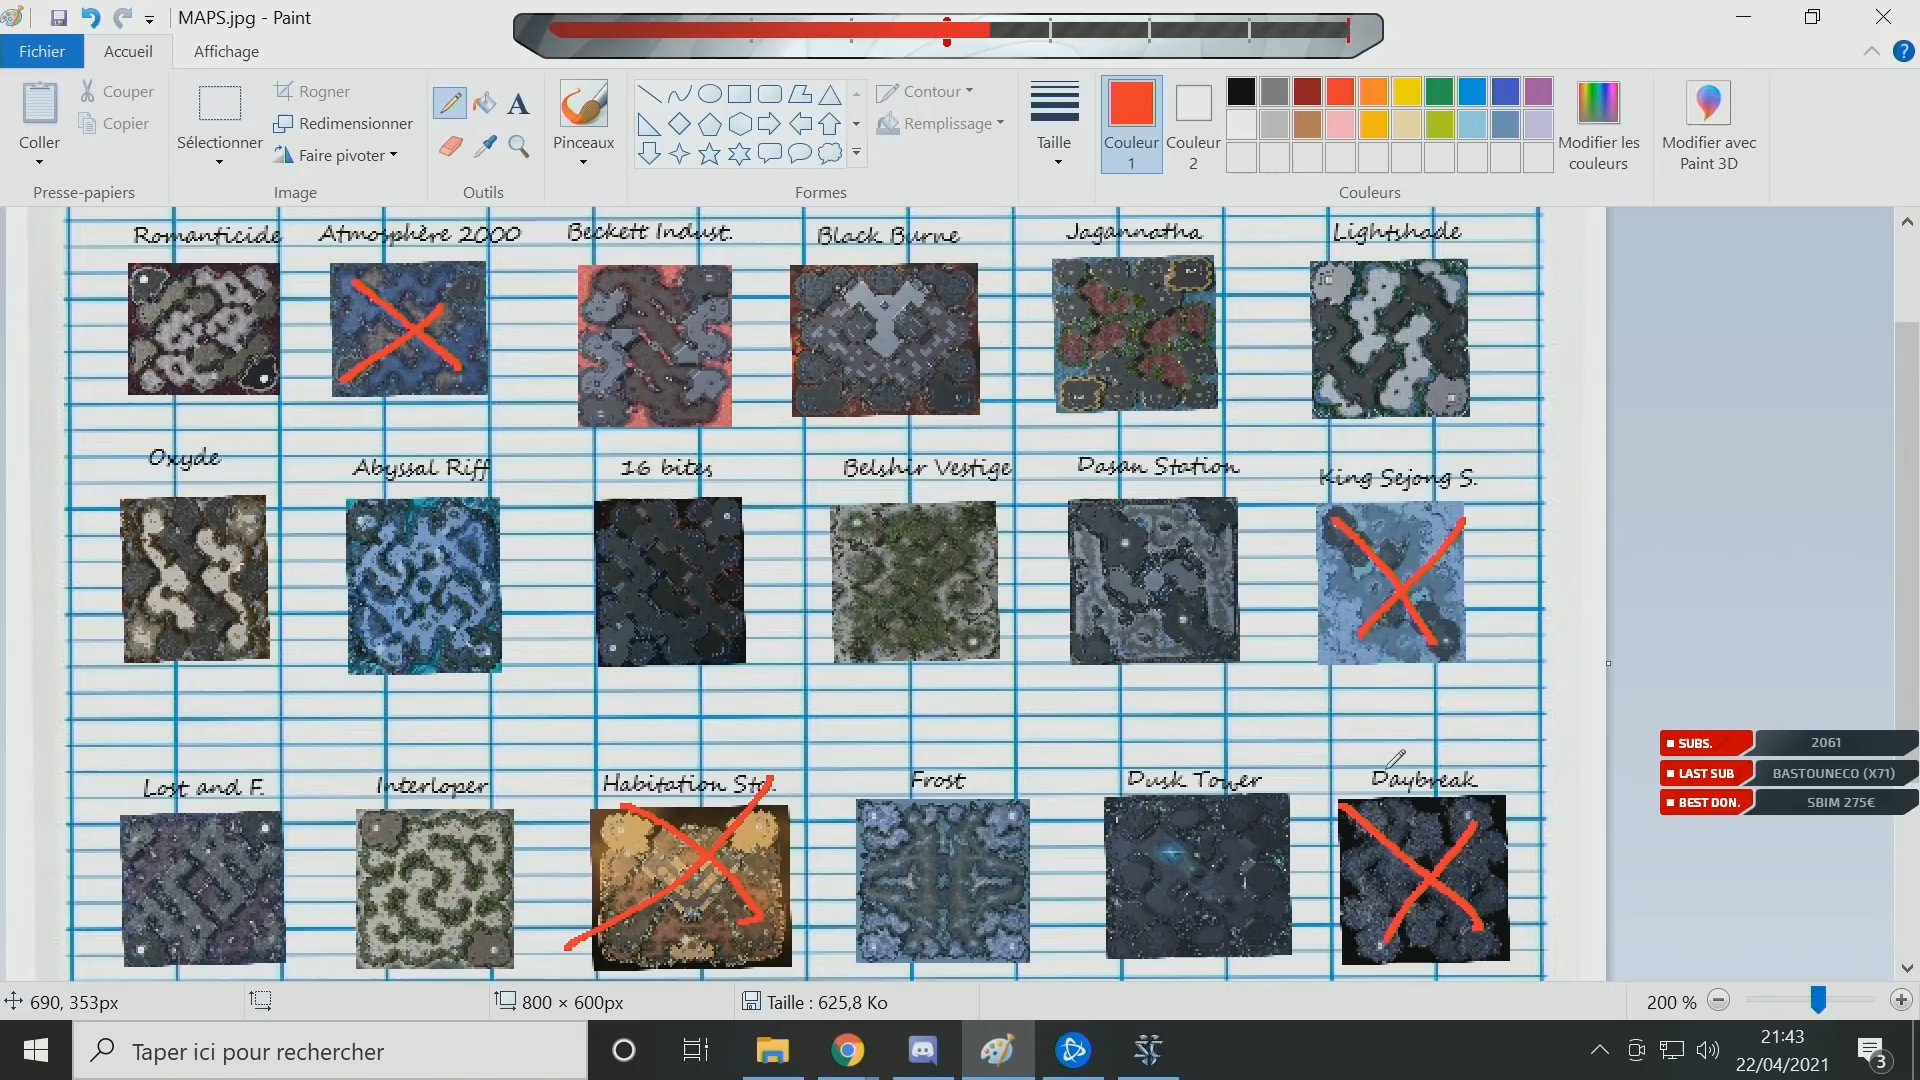 MAPS.jpg - Paint
Fichier
Accueil
Affichage
Coller
Couper
Copier
Presse-papiers
Sélectionner
Rogner
Redimensionner
Faire pivoter
Image
A
Outils
Pinceaux
Contour
Remplissage
Formes
Taille
Couleur
1
Couleur
2
Modifier les
couleurs
Couleurs
Modifier avec
Paint 3D
Romanticide
Atmosphère 2000
Beckett Indust.
Black Burne
Jagannatha
Lightshade
Oxyde
Abyssal Riff
16 bites
Belshir Vestige
Dasan Station
King Sejong S.
Lost and F.
Interloper
Habitation Sta.
Frost
Dusk Tower
Daybreak
SUBS. 2061
LAST SUB BASTOUNECO (X71)
BEST DON. SBIM 275€
690, 353px
800 × 600px
Taille : 625,8 Ko
200 %
Taper ici pour rechercher
21:43
22/04/2021
3